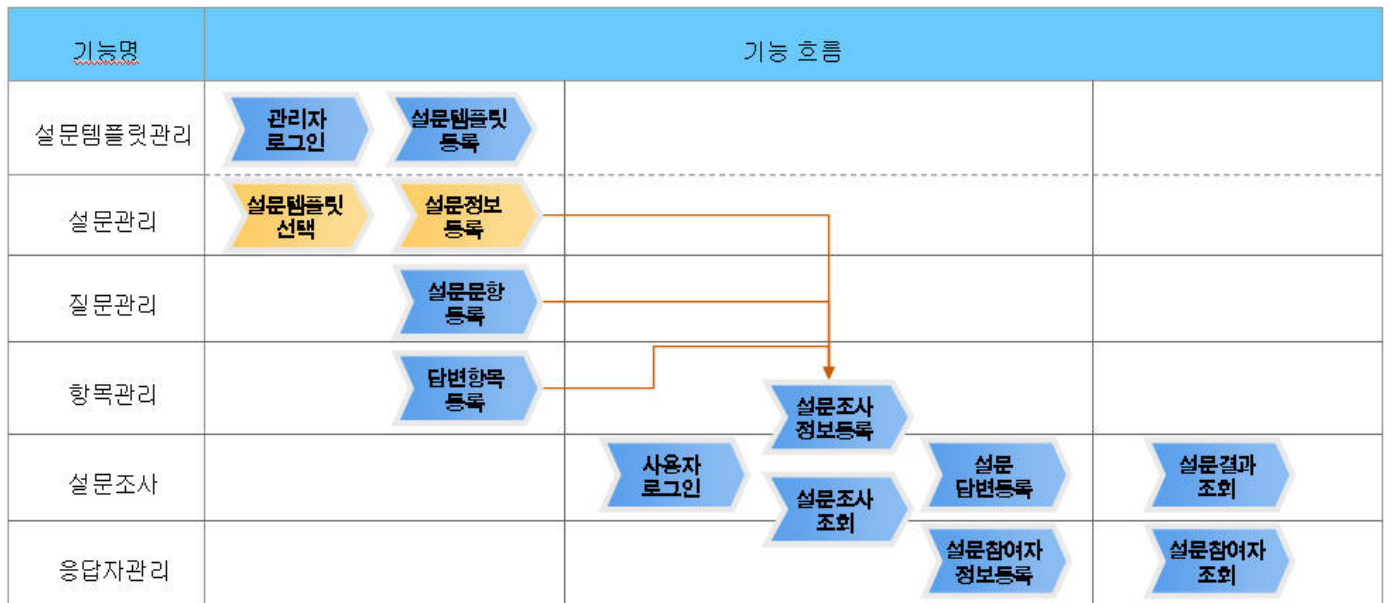 기능명
기능 흐름
설문템플릿관리
관리자
로그인
설문템플릿
등록
설문관리
설문템플릿
선택
설문정보
등록
질문관리
설문문항
등록
항목관리
답변항목
등록
설문조사
정보등록
설문조사
사용자
로그인
설문조사
조회
설문
답변등록
설문결과
조회
응답자관리
설문참여자
정보등록
설문참여자
조회